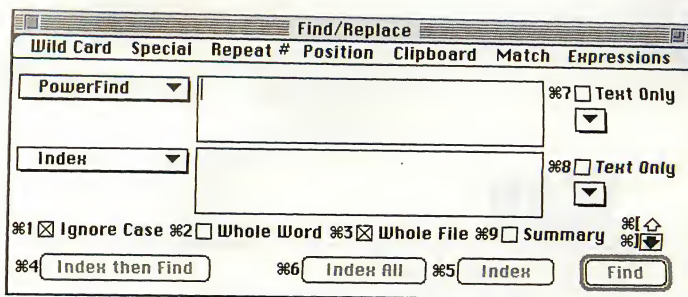 Find/Replace
Wild Card Special Repeat # Position Clipboard Match Expressions
PowerFind ⌘7 Text Only
Index ⌘8 Text Only
⌘1 Ignore Case ⌘2 Whole Word ⌘3 Whole File ⌘9 Summary ⌘[
⌘]
⌘4 Index then Find ⌘6 Index All ⌘5 Index Find